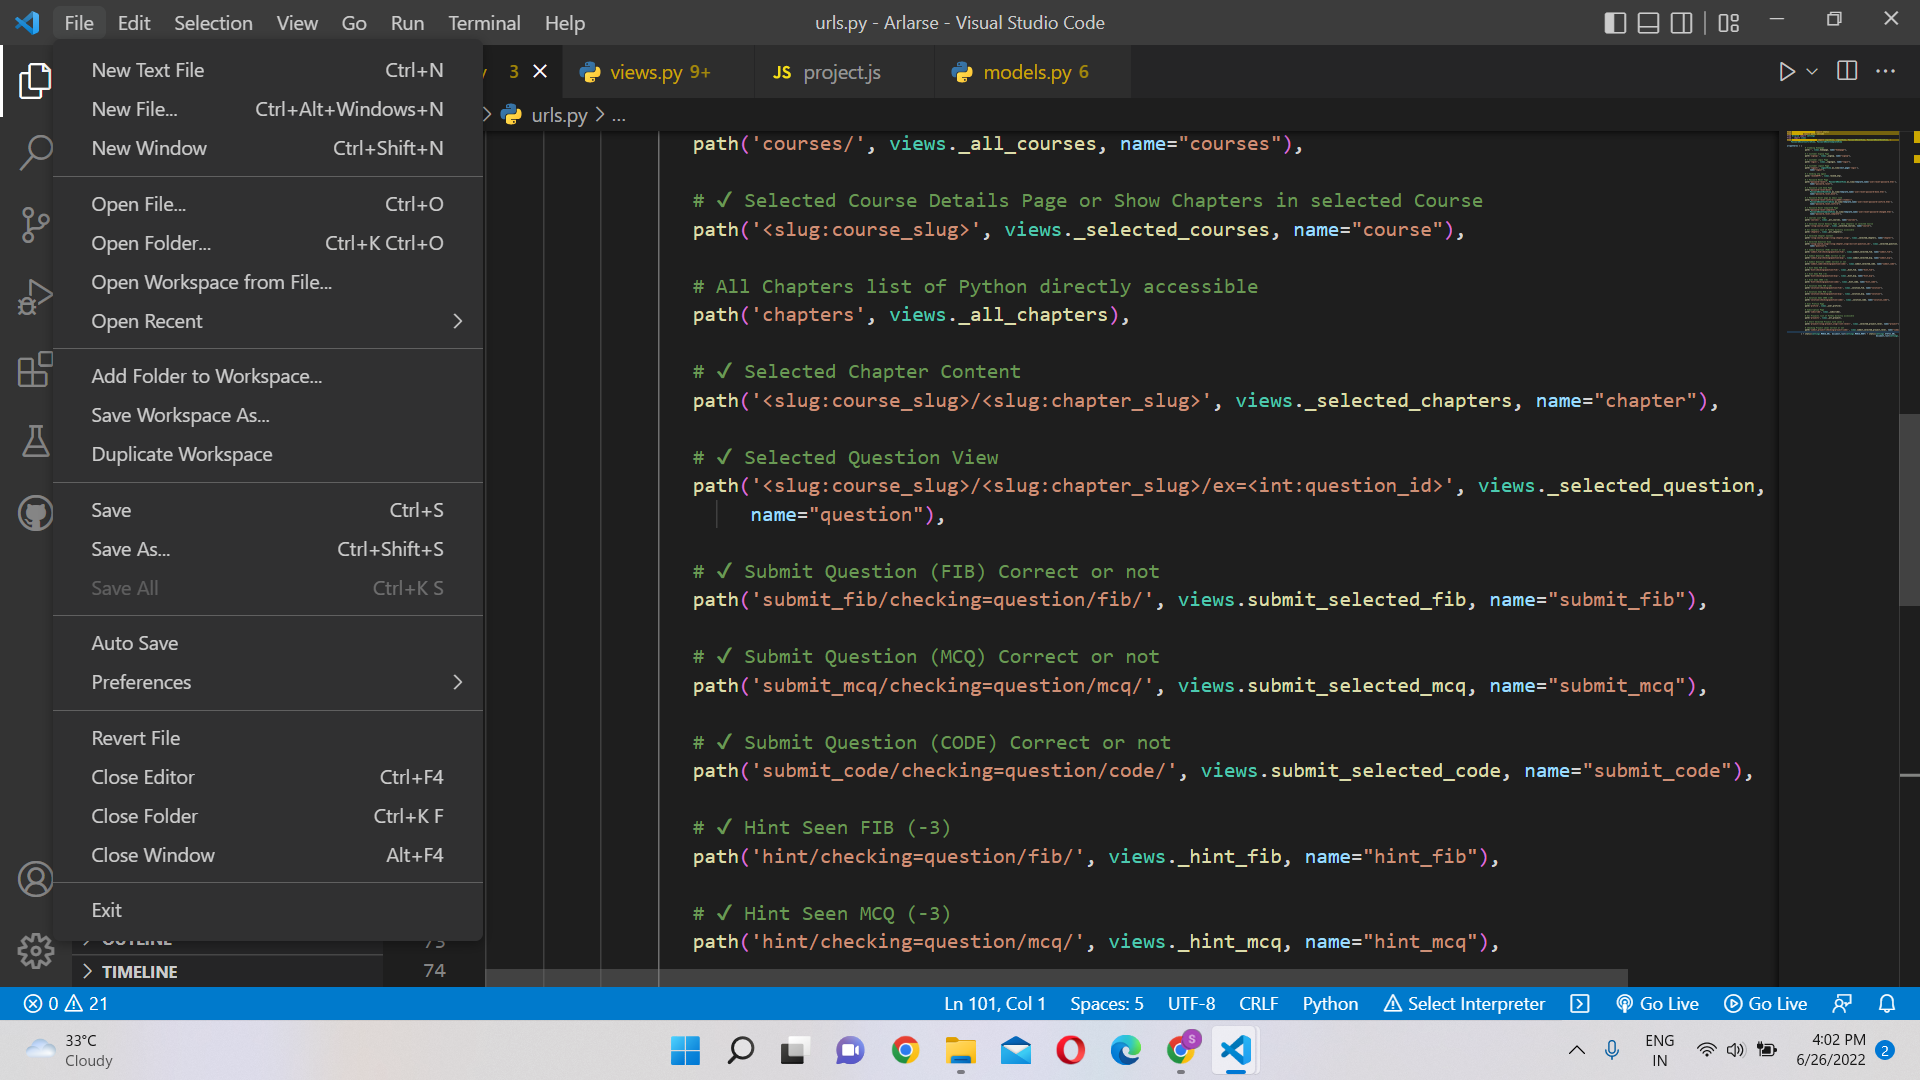 File Edit Selection View Go Run Terminal Help
urls.py - Arlarse - Visual Studio Code
New Text File Ctrl+N
New File... Ctrl+Alt+Windows+N
New Window Ctrl+Shift+N
Open File... Ctrl+O
Open Folder... Ctrl+K Ctrl+O
Open Workspace from File...
Open Recent
Add Folder to Workspace...
Save Workspace As...
Duplicate Workspace
Save Ctrl+S
Save As... Ctrl+Shift+S
Save All Ctrl+K S
Auto Save
Preferences
Revert File
Close Editor Ctrl+F4
Close Folder Ctrl+K F
Close Window Alt+F4
Exit
OUTLINE
TIMELINE
y 3
views.py 9+
JS project.js
models.py 6
urls.py > ...
path('courses/', views._all_courses, name="courses"),
# ✓ Selected Course Details Page or Show Chapters in selected Course
path('<slug:course_slug>', views._selected_courses, name="course"),
# All Chapters list of Python directly accessible
path('chapters', views._all_chapters),
# ✓ Selected Chapter Content
path('<slug:course_slug>/<slug:chapter_slug>', views._selected_chapters, name="chapter"),
# ✓ Selected Question View
path('<slug:course_slug>/<slug:chapter_slug>/ex=<int:question_id>', views._selected_question,
name="question"),
# ✓ Submit Question (FIB) Correct or not
path('submit_fib/checking=question/fib/', views.submit_selected_fib, name="submit_fib"),
# ✓ Submit Question (MCQ) Correct or not
path('submit_mcq/checking=question/mcq/', views.submit_selected_mcq, name="submit_mcq"),
# ✓ Submit Question (CODE) Correct or not
path('submit_code/checking=question/code/', views.submit_selected_code, name="submit_code"),
# ✓ Hint Seen FIB (-3)
path('hint/checking=question/fib/', views._hint_fib, name="hint_fib"),
# ✓ Hint Seen MCQ (-3)
73
path('hint/checking=question/mcq/', views._hint_mcq, name="hint_mcq"),
74
0 21
Ln 101, Col 1 Spaces: 5 UTF-8 CRLF Python Select Interpreter Go Live Go Live
33°C
Cloudy
S
ENG
IN
4:02 PM
6/26/2022
2